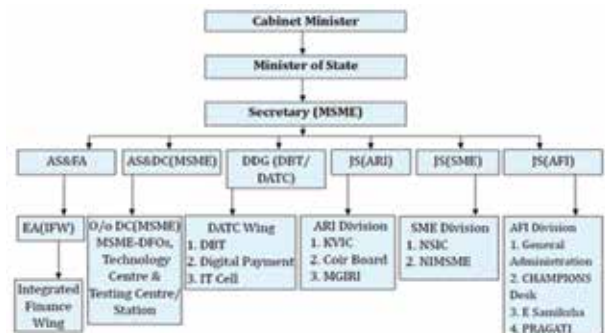 Cabinet Minister
Minister of State
Secretary (MSME)
AS&FA
AS&DC(MSME)
DDG (DBT/
DATC)
JS(ARI)
JS(SME)
JS(AFI)
EA(IFW)
Integrated
Finance
Wing
O/o DC(MSME)
MSME-DFOs,
Technology
Centre &
Testing Centre/
Station
DATC Wing
1. DBT
2. Digital Payment
3. IT Cell
ARI Division
1. KVIC
2. Coir Board
3. MGIRI
SME Division
1. NSIC
2. NIMSME
AFI Division
1. General
Administration
2. CHAMPIONS
Desk
3. E Samiksha
4. PRAGATI